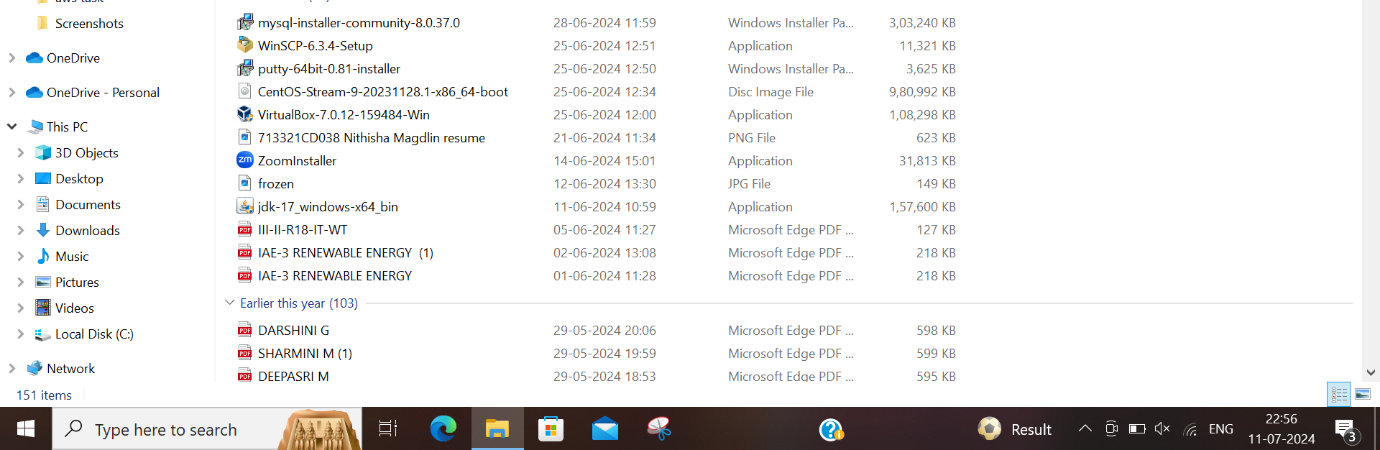 Screenshots
OneDrive
OneDrive - Personal
This PC
3D Objects
Desktop
Documents
Downloads
Music
Pictures
Videos
Local Disk (C:)
Network
mysql-installer-community-8.0.37.0 28-06-2024 11:59 Windows Installer Pa... 3,03,240 KB
WinSCP-6.3.4-Setup 25-06-2024 12:51 Application 11,321 KB
putty-64bit-0.81-installer 25-06-2024 12:50 Windows Installer Pa... 3,625 KB
CentOS-Stream-9-20231128.1-x86_64-boot 25-06-2024 12:34 Disc Image File 9,80,992 KB
VirtualBox-7.0.12-159484-Win 25-06-2024 12:00 Application 1,08,298 KB
713321CD038 Nithisha Magdlin resume 21-06-2024 11:34 PNG File 623 KB
zm ZoomInstaller 14-06-2024 15:01 Application 31,813 KB
frozen 12-06-2024 13:30 JPG File 149 KB
jdk-17_windows-x64_bin 11-06-2024 10:59 Application 1,57,600 KB
PDF III-II-R18-IT-WT 05-06-2024 11:27 Microsoft Edge PDF ... 127 KB
PDF IAE-3 RENEWABLE ENERGY (1) 02-06-2024 13:08 Microsoft Edge PDF ... 218 KB
PDF IAE-3 RENEWABLE ENERGY 01-06-2024 11:28 Microsoft Edge PDF ... 218 KB
Earlier this year (103)
PDF DARSHINI G 29-05-2024 20:06 Microsoft Edge PDF ... 598 KB
PDF SHARMINI M (1) 29-05-2024 19:59 Microsoft Edge PDF ... 599 KB
PDF DEEPASRI M 29-05-2024 18:53 Microsoft Edge PDF ... 595 KB
151 items
Type here to search
Result
ENG
22:56
11-07-2024
3